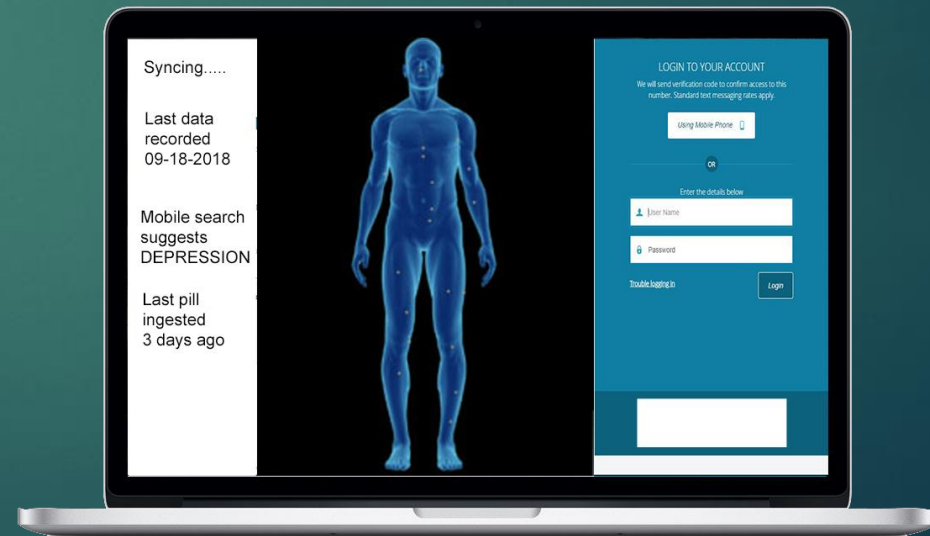 Syncing.....
Last data
recorded
09-18-2018
Mobile search
suggests
DEPRESSION
Last pill
ingested
3 days ago
LOGIN TO YOUR ACCOUNT
We will send verification code to confirm access to this
number. Standard text messaging rates apply.
Using Mobile Phone
OR
Enter the details below
User Name
Password
Trouble logging in
Login